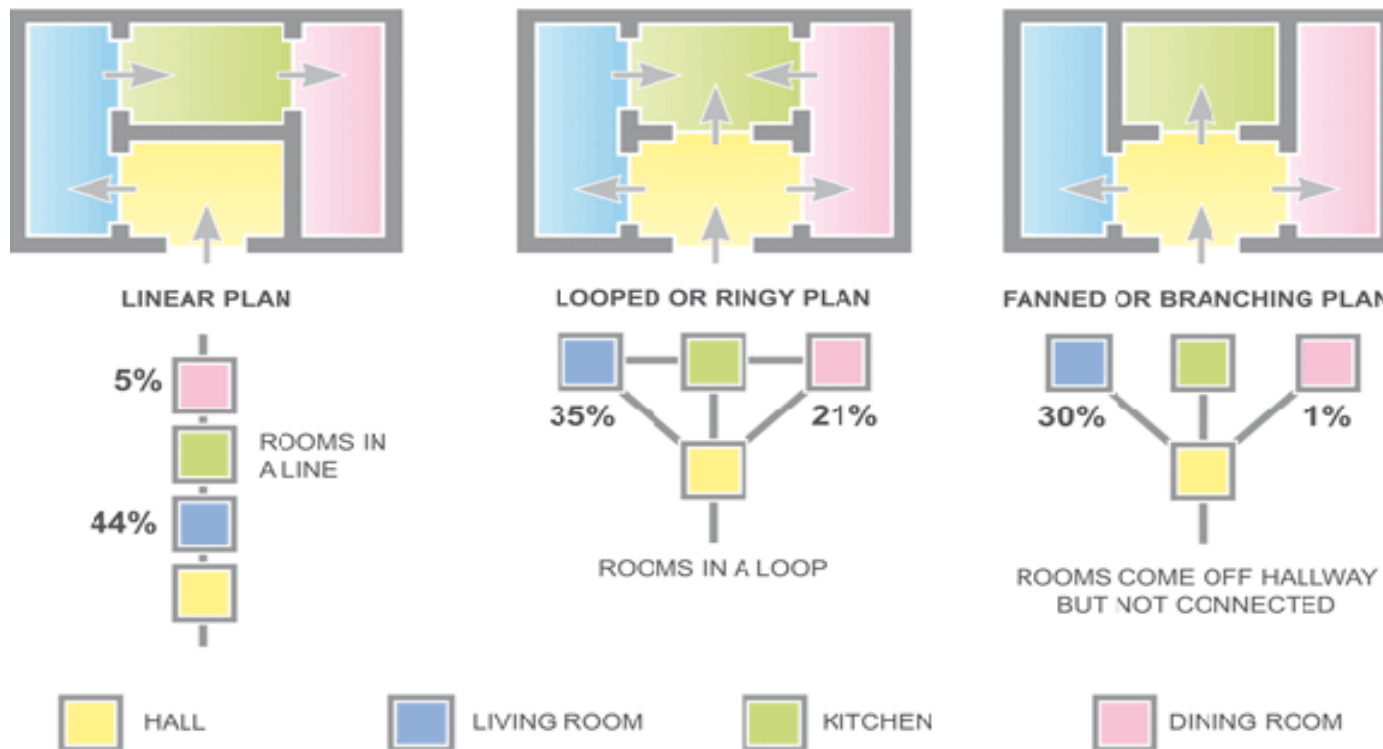 LINEAR PLAN
5%
ROOMS IN
A LINE
44%
LOOPED OR RINGY PLAN
35%
21%
ROOMS IN A LOOP
FANNED OR BRANCHING PLAN
30%
1%
ROOMS COME OFF HALLWAY
BUT NOT CONNECTED
HALL
LIVING ROOM
KITCHEN
DINING ROOM